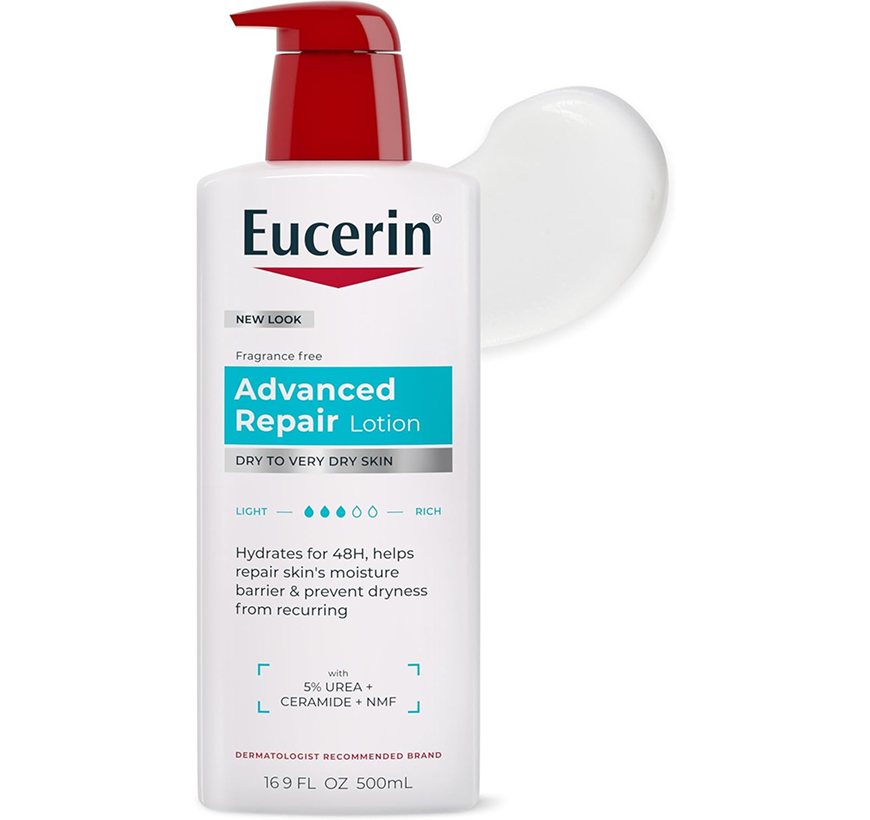 Eucerin®
NEW LOOK
Fragrance free
Advanced
Repair Lotion
DRY TO VERY DRY SKIN
LIGHT — — RICH
Hydrates for 48H, helps
repair skin's moisture
barrier & prevent dryness
from recurring
with
5% UREA +
CERAMIDE + NMF
DERMATOLOGIST RECOMMENDED BRAND
16 9 FL OZ 500mL